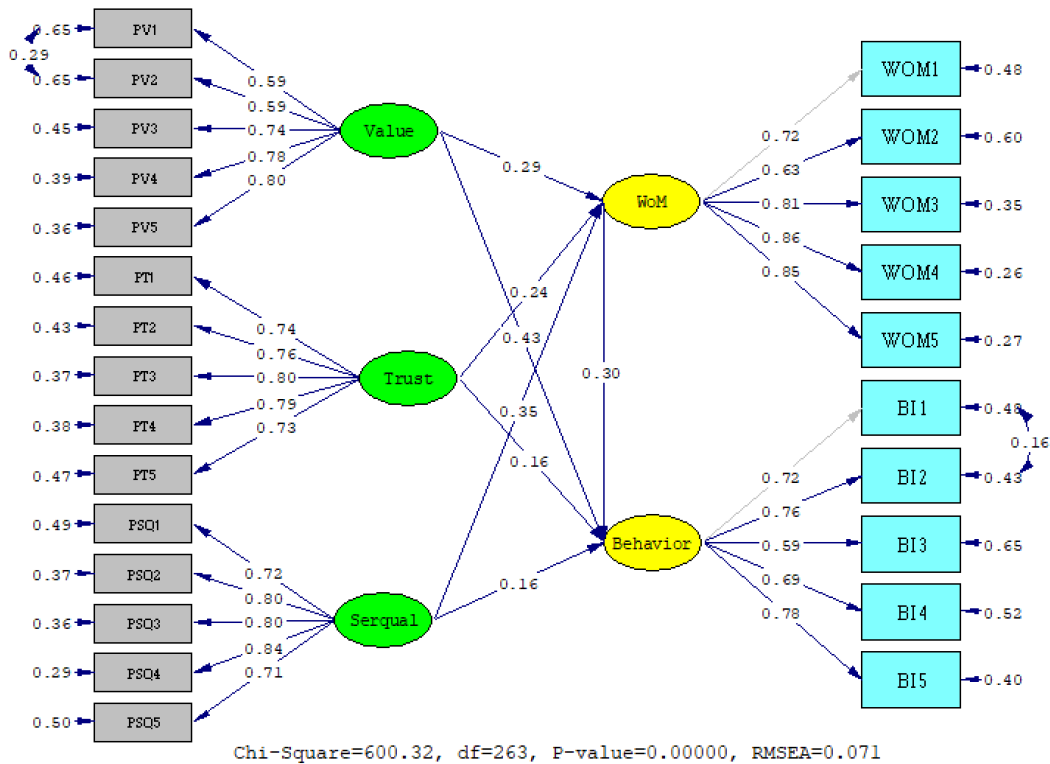 0.65 PV1
0.29
0.65 PV2
0.45 PV3
0.39 PV4
0.36 PV5
0.46 PT1
0.43 PT2
0.37 PT3
0.38 PT4
0.47 PT5
0.49 PSQ1
0.37 PSQ2
0.36 PSQ3
0.29 PSQ4
0.50 PSQ5
0.59
0.59
0.74
0.78
0.80
Value
0.74
0.76
0.80
0.79
0.73
Trust
0.72
0.80
0.80
0.84
0.71
Serqual
0.29
0.24
0.43
0.35
0.30
0.16
0.16
WoM
0.72
0.63
0.81
0.86
0.85
Behavior
0.72
0.76
0.59
0.69
0.78
WOM1 0.48
WOM2 0.60
WOM3 0.35
WOM4 0.26
WOM5 0.27
BI1 0.48
0.16
BI2 0.43
BI3 0.65
BI4 0.52
BI5 0.40
Chi-Square=600.32, df=263, P-value=0.00000, RMSEA=0.071